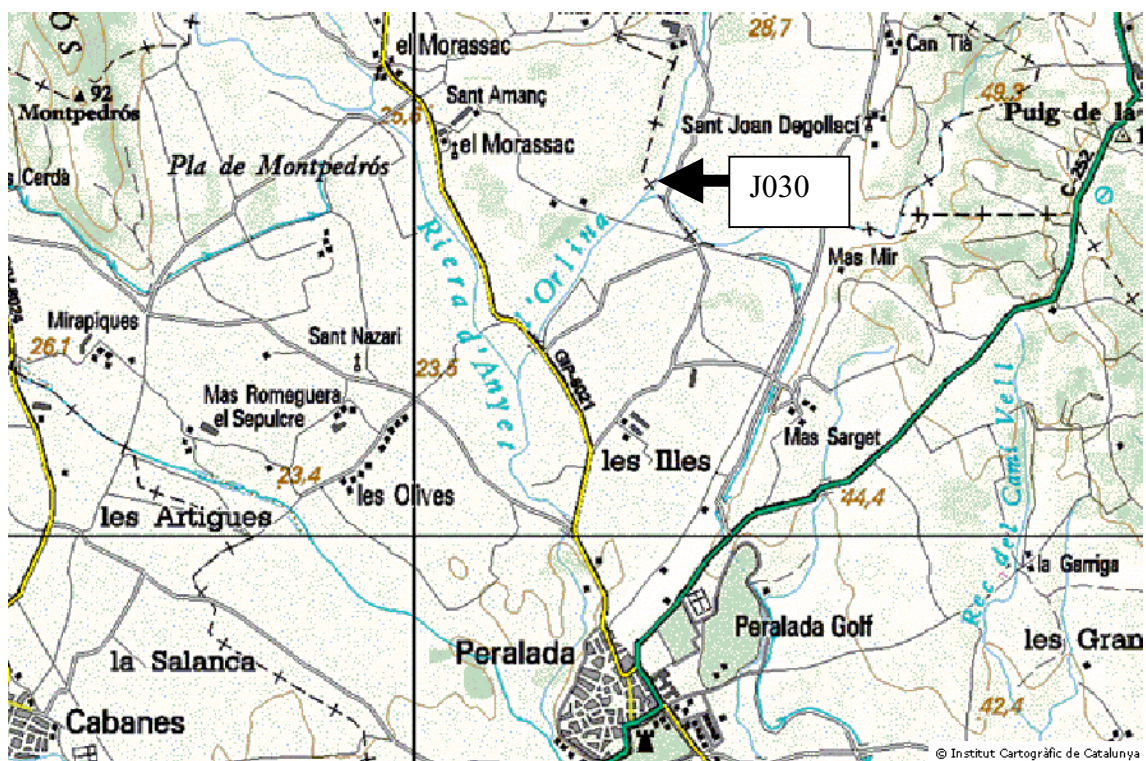 28,7
el Morassac
Can Tià
92
Montpedrós
Sant Amanç
49,3
25,6
Puig de la
Sant Joan Degollací
el Morassac
Pla de Montpedrós
C-252
s Cerdà
J030
l'Orlina
Riera d'Anyet
Mas Mir
Mirapiques
26,1
Sant Nazari
23,5
GIP-6021
Mas Romeguera
el Sepulcre
Mas Sarget
les Illes
23,4
les Olives
44,4
les Artigues
Rec del Camí Vell
la Garriga
Peralada Golf
les Gran
Peralada
la Salanca
42,4
Cabanes
© Institut Cartogràfic de Catalunya